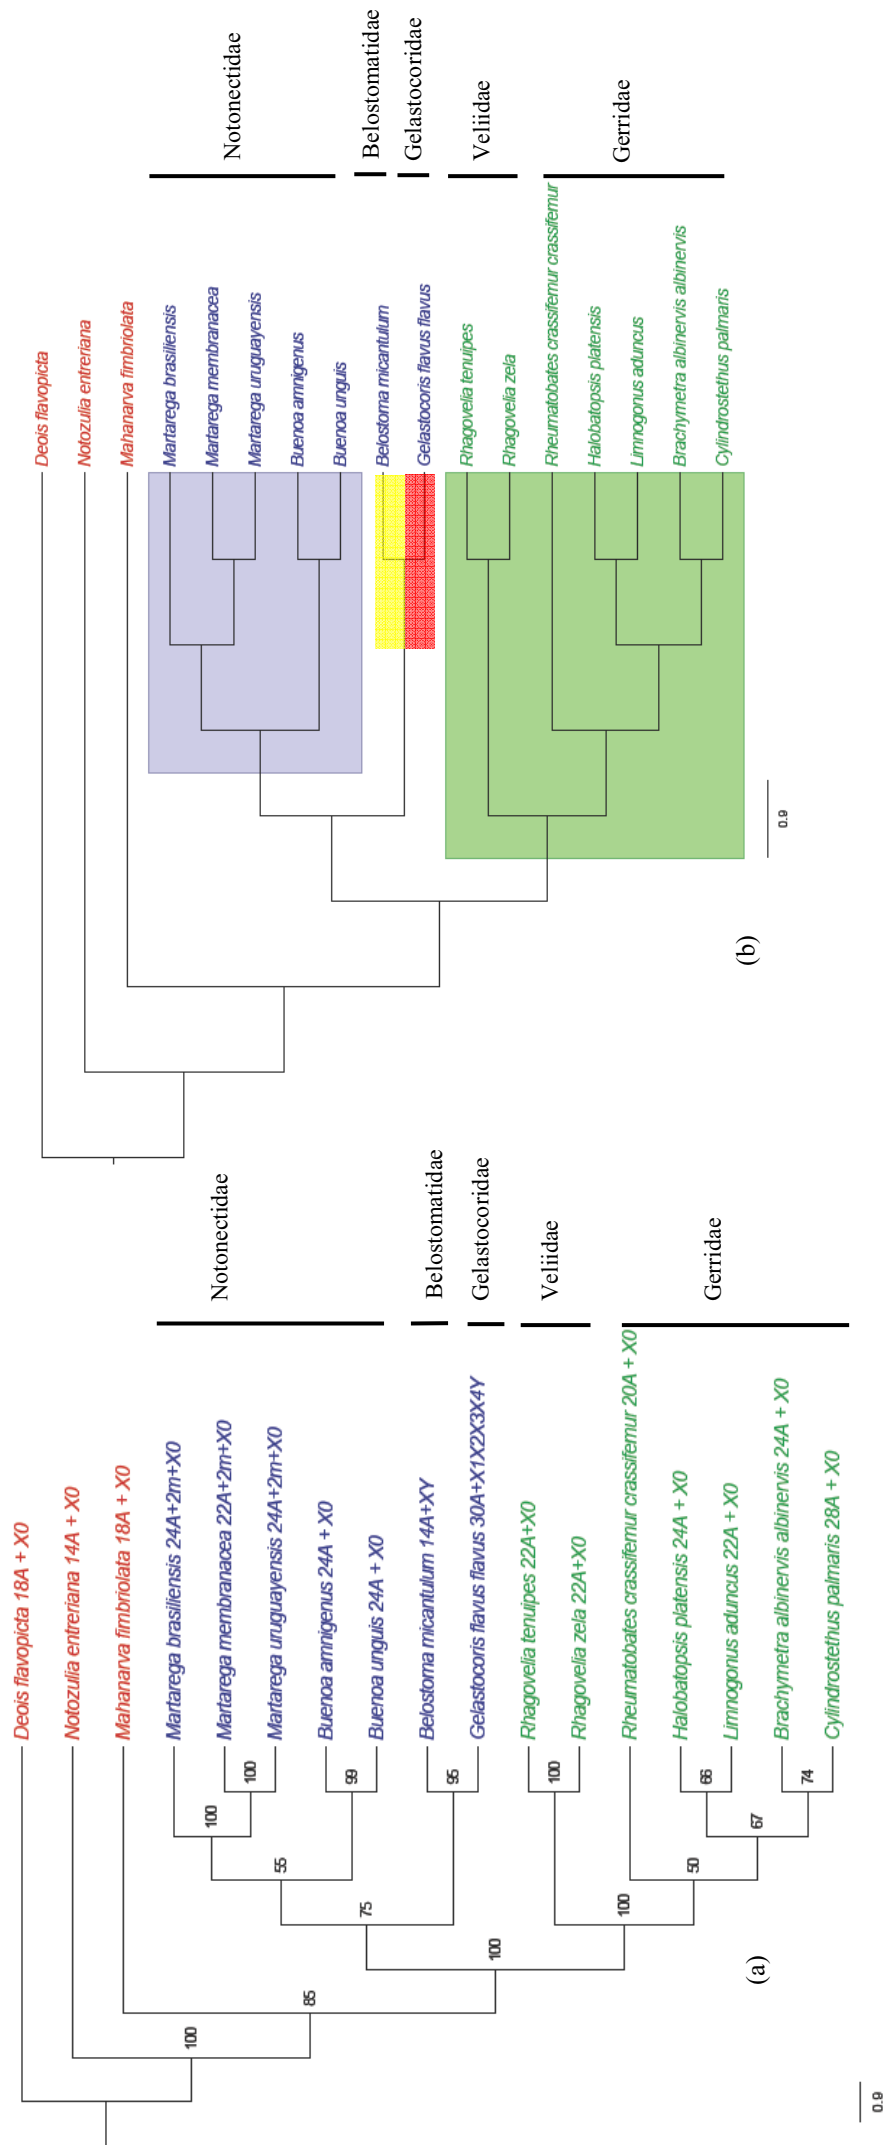 Deois flavopicta 18A + X0
Notozulia entreriana 14A + X0
Mahanarva fimbriolata 18A + X0
Martarega brasiliensis 24A+2m+X0
Martarega membranacea 22A+2m+X0
Martarega uruguayensis 24A+2m+X0
Buenoa amnigenus 24A + X0
Buenoa unguis 24A + X0
Belostoma micantulum 14A+XY
Gelastocoris flavus flavus 30A+X1X2X3X4Y
Rhagovelia tenuipes 22A+X0
Rhagovelia zela 22A+X0
Rheumatobates crassifemur crassifemur 20A + X0
Halobatopsis platensis 24A + X0
Limnogonus aduncus 22A + X0
Brachymetra albinervis albinervis 24A + X0
Cylindrostethus palmaris 28A + X0
Notonectidae
Belostomatidae
Gelastocoridae
Veliidae
Gerridae
100
85
100
75
55
100
100
99
95
100
100
50
67
66
74
0.9
(a)
Deois flavopicta
Notozulia entreriana
Mahanarva fimbriolata
Martarega brasiliensis
Martarega membranacea
Martarega uruguayensis
Buenoa amnigenus
Buenoa unguis
Belostoma micantulum
Gelastocoris flavus flavus
Rhagovelia tenuipes
Rhagovelia zela
Rheumatobates crassifemur crassifemur
Halobatopsis platensis
Limnogonus aduncus
Brachymetra albinervis albinervis
Cylindrostethus palmaris
Notonectidae
Belostomatidae
Gelastocoridae
Veliidae
Gerridae
0.9
(b)